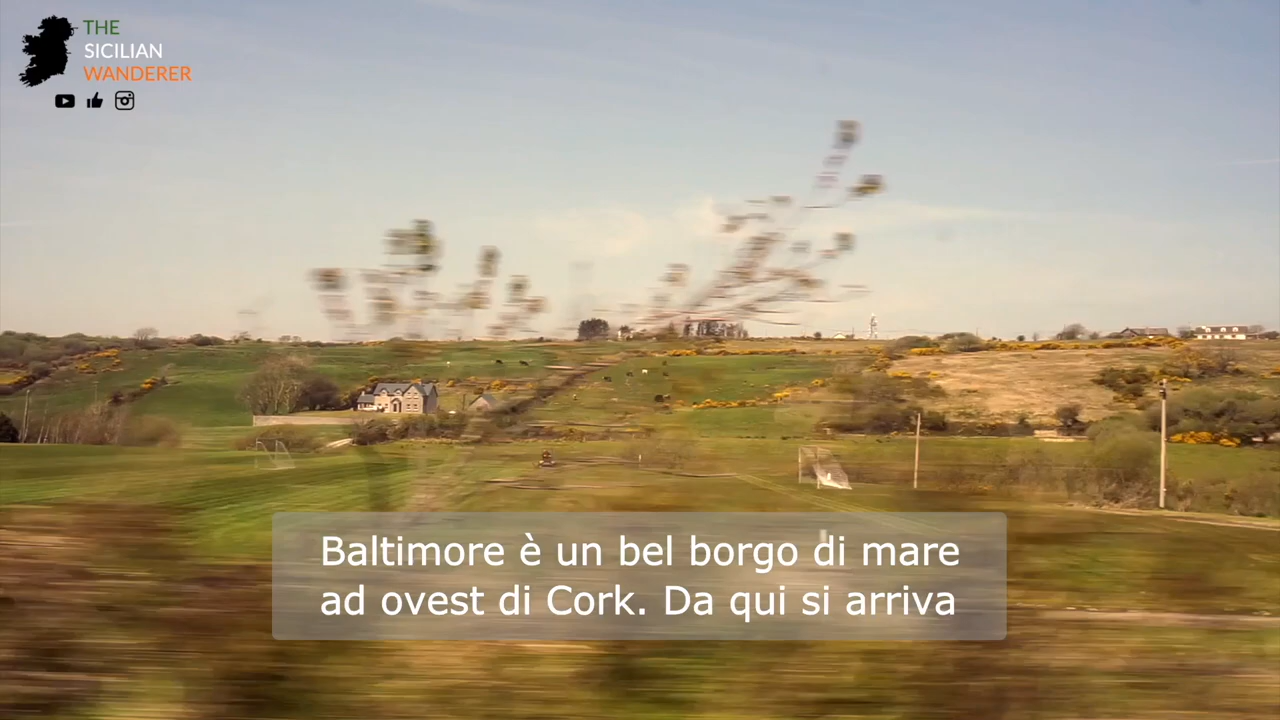 THE
SICILIAN
WANDERER
Baltimore è un bel borgo di mare
ad ovest di Cork. Da qui si arriva